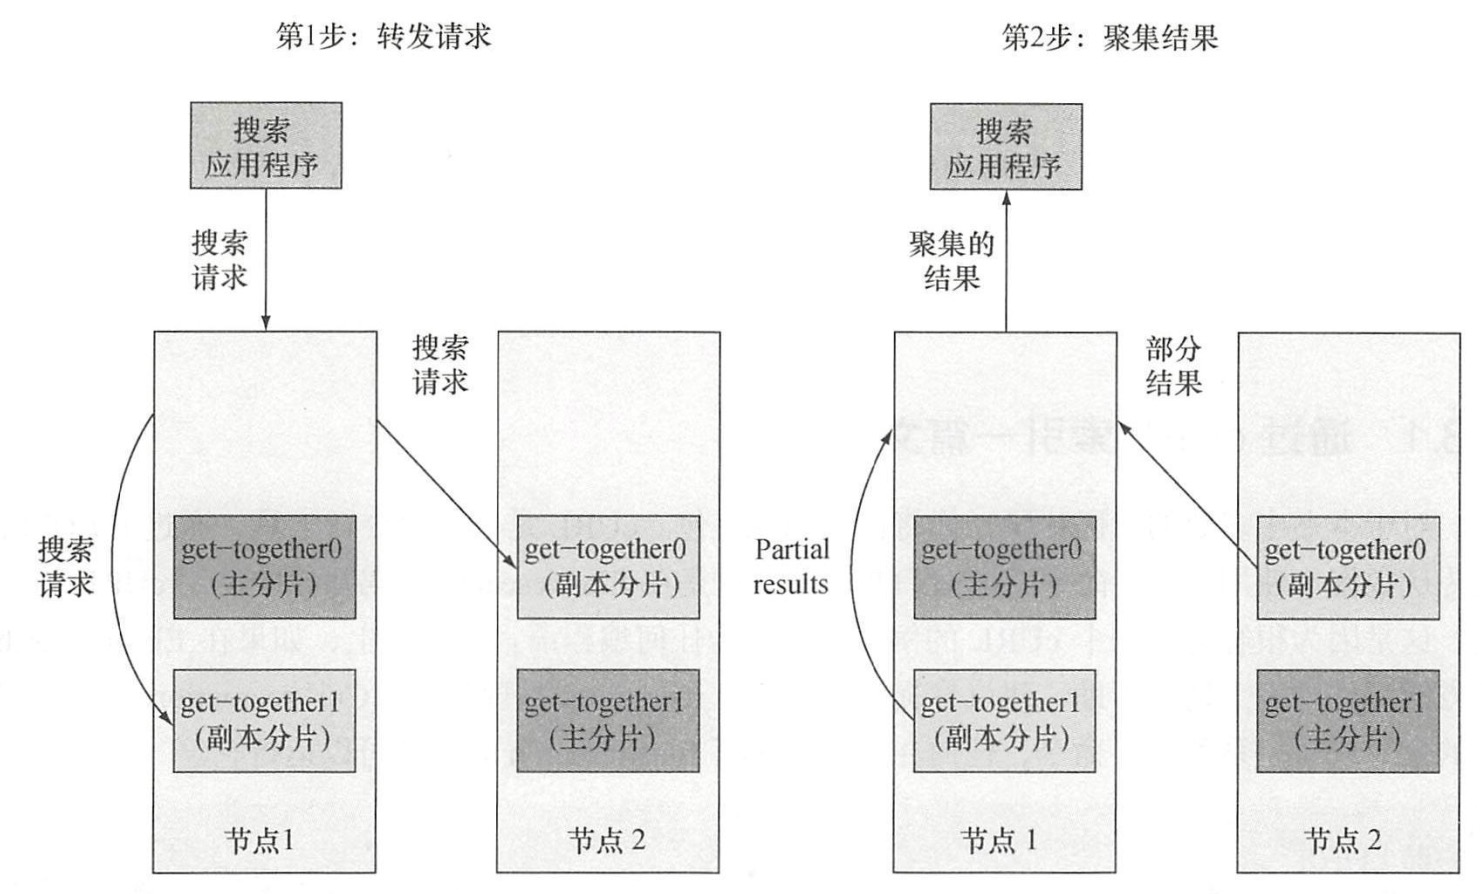 第1步：转发请求
搜索
应用程序
搜索
请求
搜索
请求
搜索
请求
get-together0
(主分片)
get-together0
(副本分片)
get-together1
(副本分片)
get-together1
(主分片)
节点1
节点 2
第2步：聚集结果
搜索
应用程序
聚集的
结果
部分
结果
Partial
results
get-together0
(主分片)
get-together0
(副本分片)
get-together1
(副本分片)
get-together1
(主分片)
节点 1
节点 2